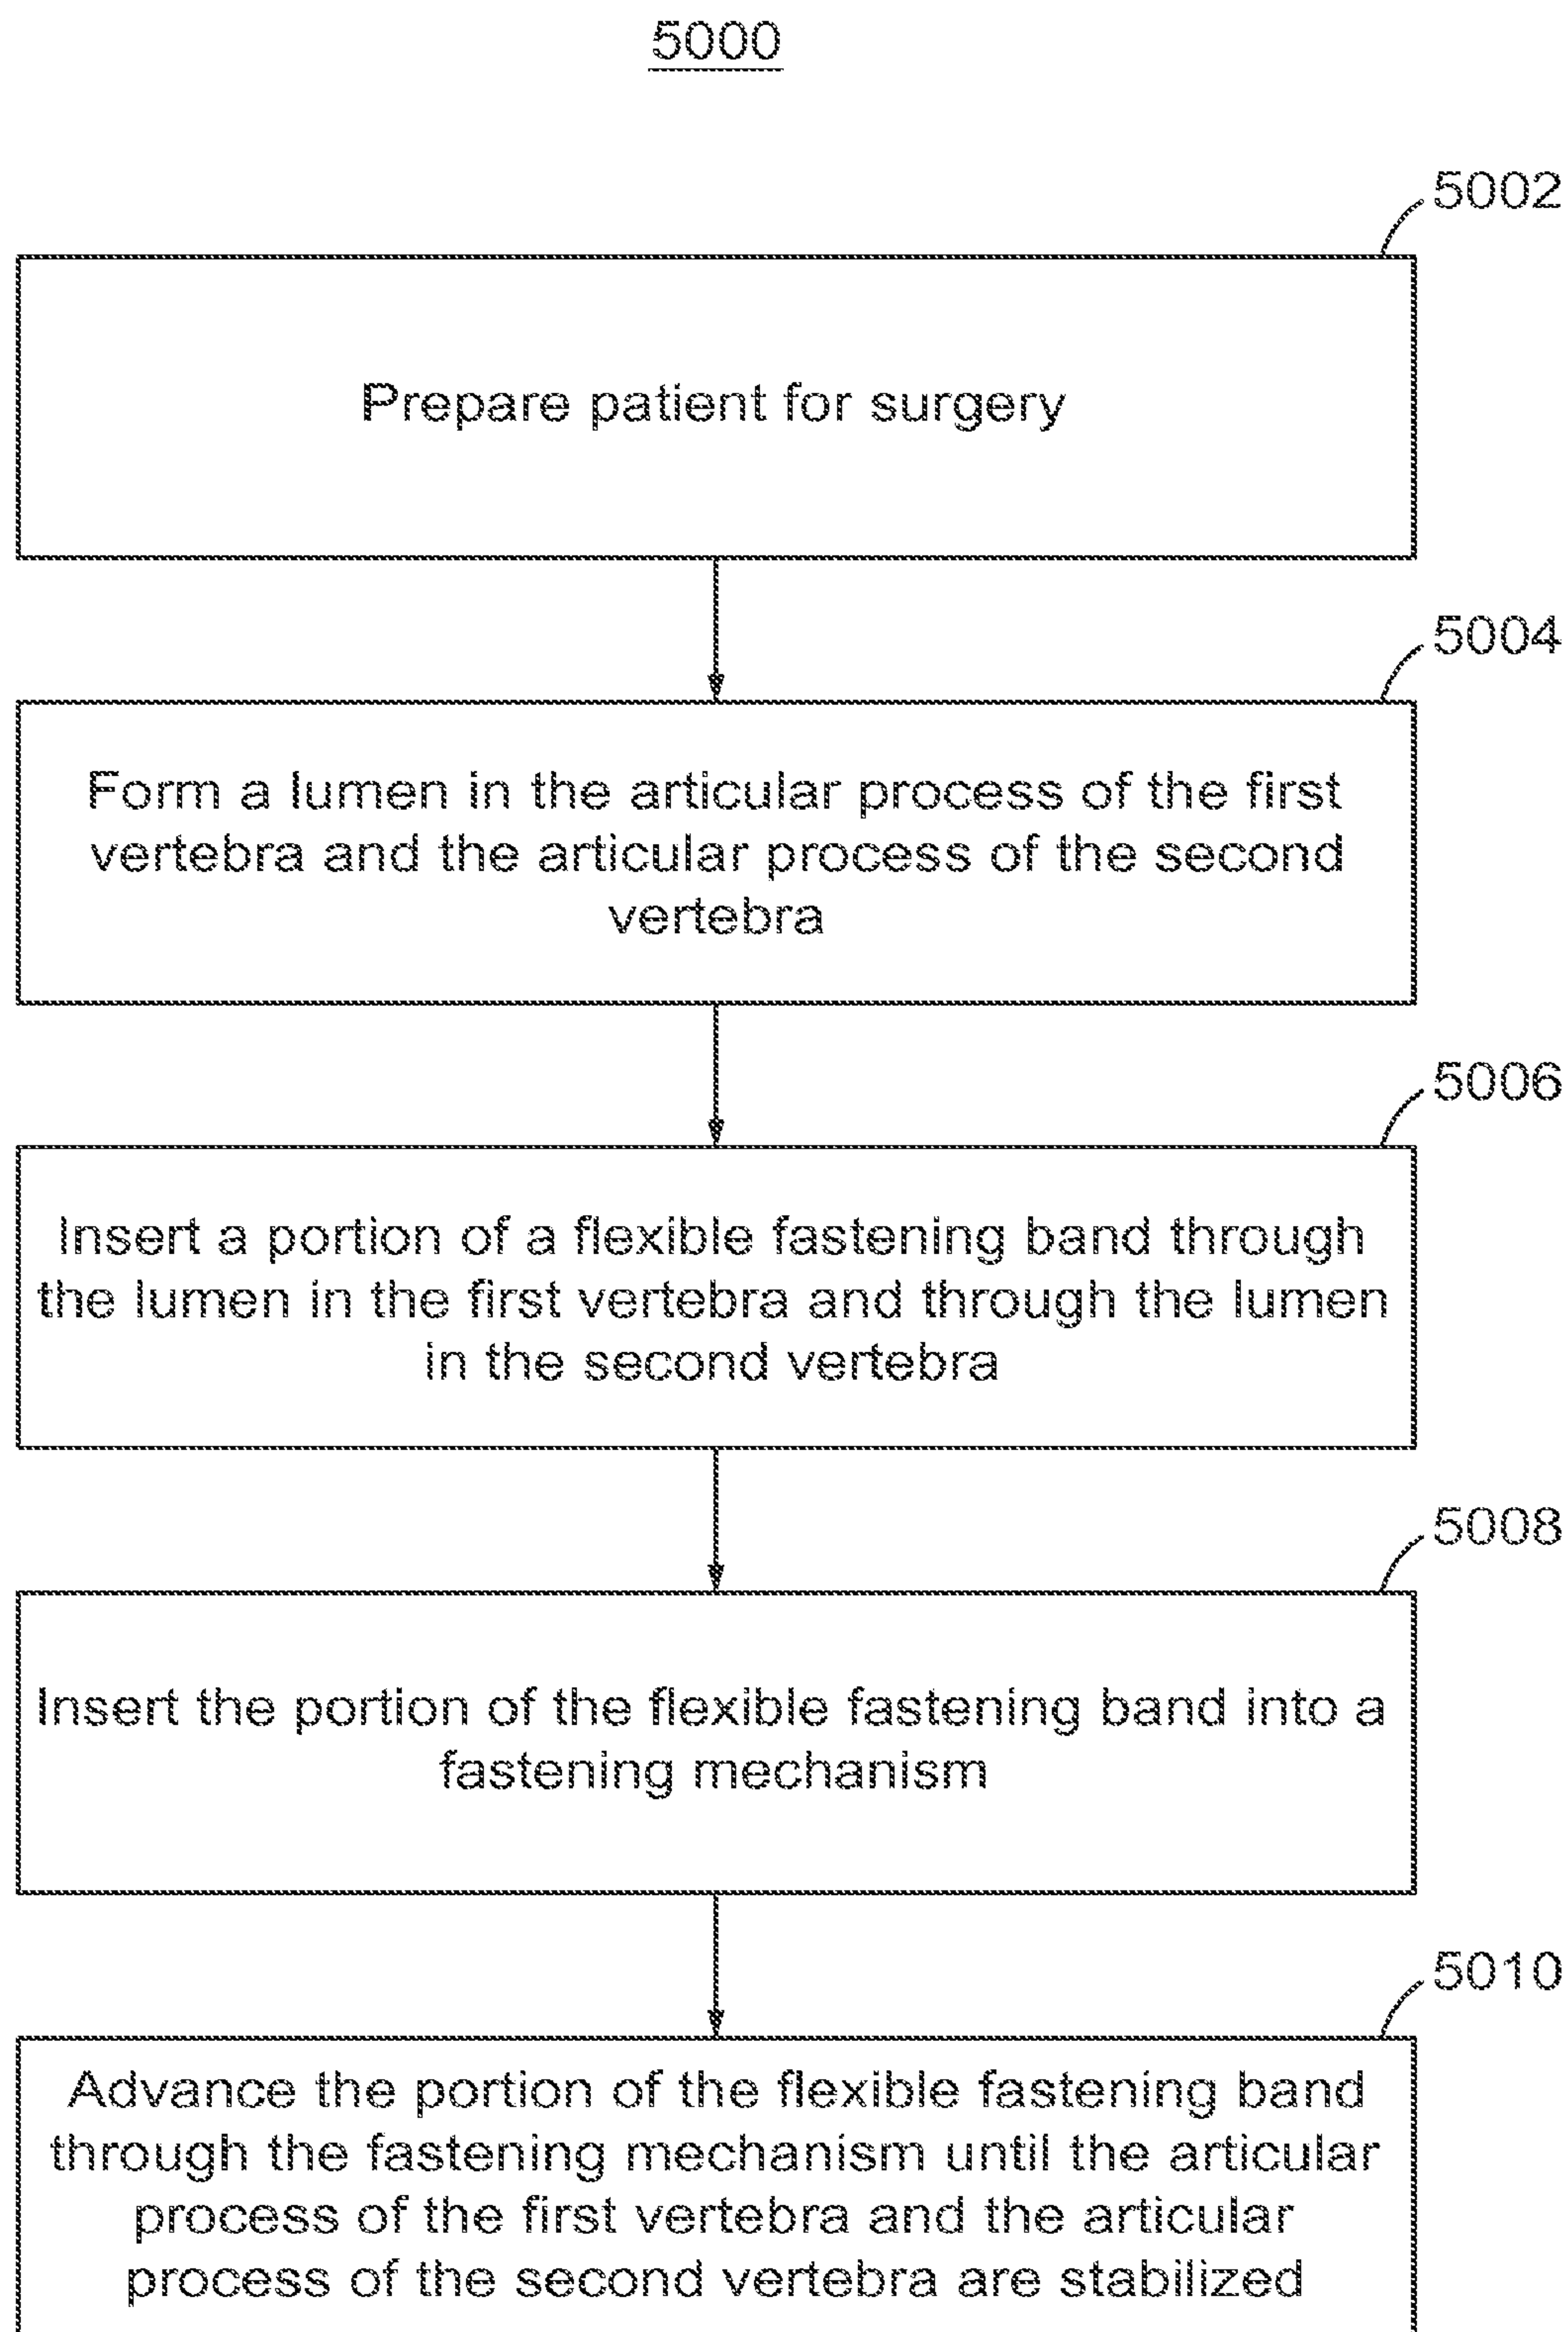 5000
5002
Prepare patient for surgery
5004
Form a lumen in the articular process of the first
vertebra and the articular process of the second
vertebra
5006
Insert a portion of a flexible fastening band through
the lumen in the first vertebra and through the lumen
in the second vertebra
5008
Insert the portion of the flexible fastening band into a
fastening mechanism
5010
Advance the portion of the flexible fastening band
through the fastening mechanism until the articular
process of the first vertebra and the articular
process of the second vertebra are stabilized